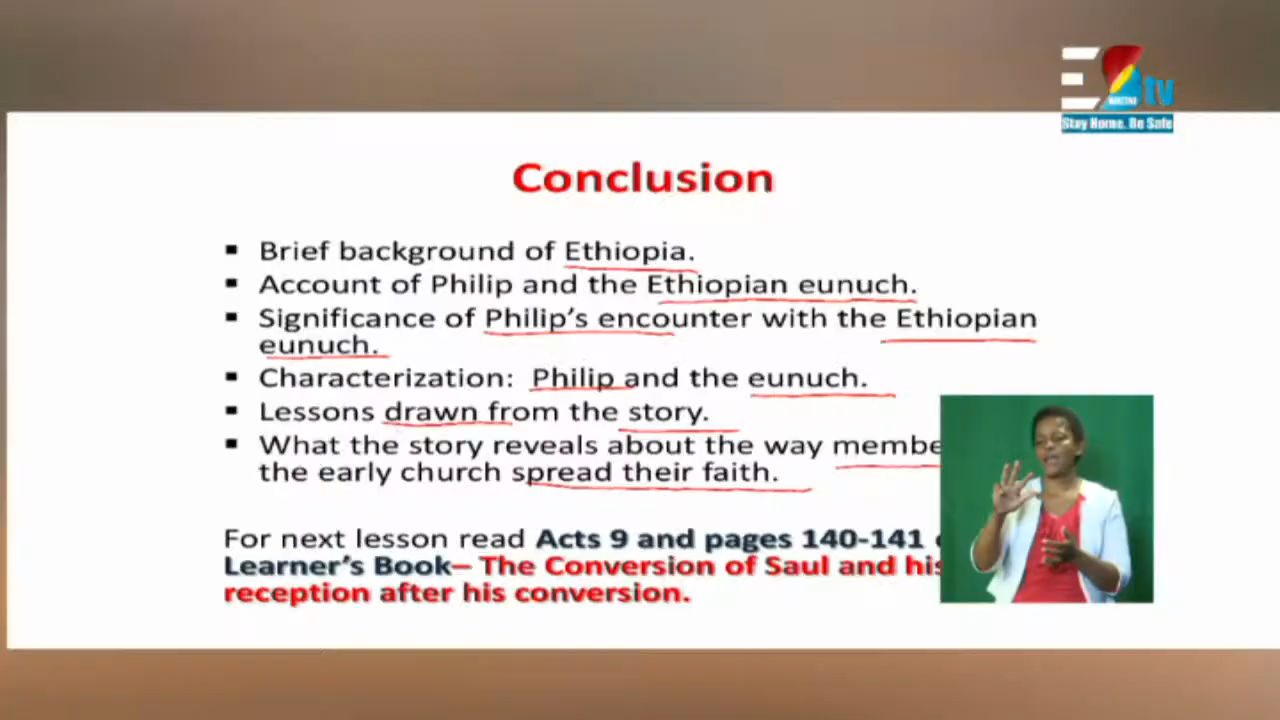 tv
Stay Home. Be Safe
Conclusion
▪ Brief background of Ethiopia.
▪ Account of Philip and the Ethiopian eunuch.
▪ Significance of Philip's encounter with the Ethiopian
eunuch.
▪ Characterization: Philip and the eunuch.
▪ Lessons drawn from the story.
▪ What the story reveals about the way
the early church spread their faith.
For next lesson read Acts 9 and pages 140-141
Learner's Book– The Conversion of Saul and his
reception after his conversion.